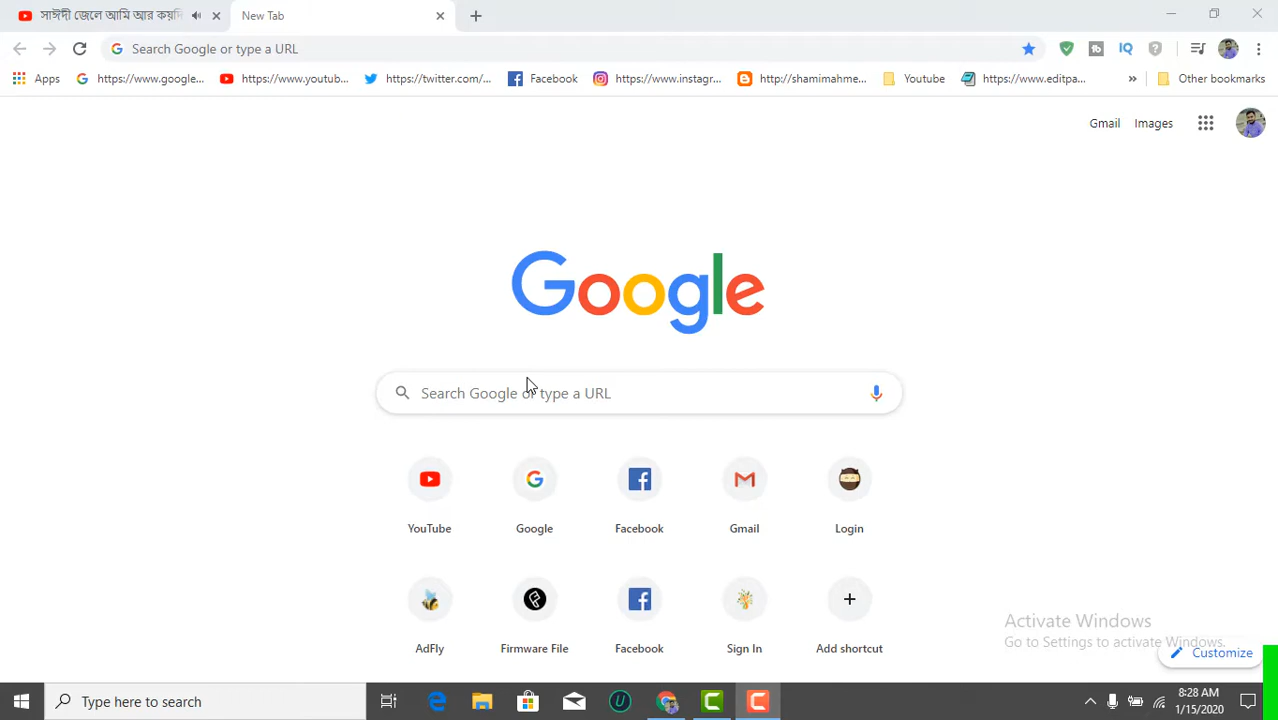 সাঈদী জেলে আমি আর কয়দি
New Tab
Search Google or type a URL
Apps
https://www.google...
https://www.youtub...
https://twitter.com/...
Facebook
https://www.instagr...
http://shamimahme...
Youtube
https://www.editpa...
»
Other bookmarks
Gmail
Images
Google
Search Google or type a URL
YouTube
Google
Facebook
Gmail
Login
AdFly
Firmware File
Facebook
Sign In
Add shortcut
Activate Windows
Go to Settings to activate Windows.
Customize
Type here to search
8:28 AM
1/15/2020